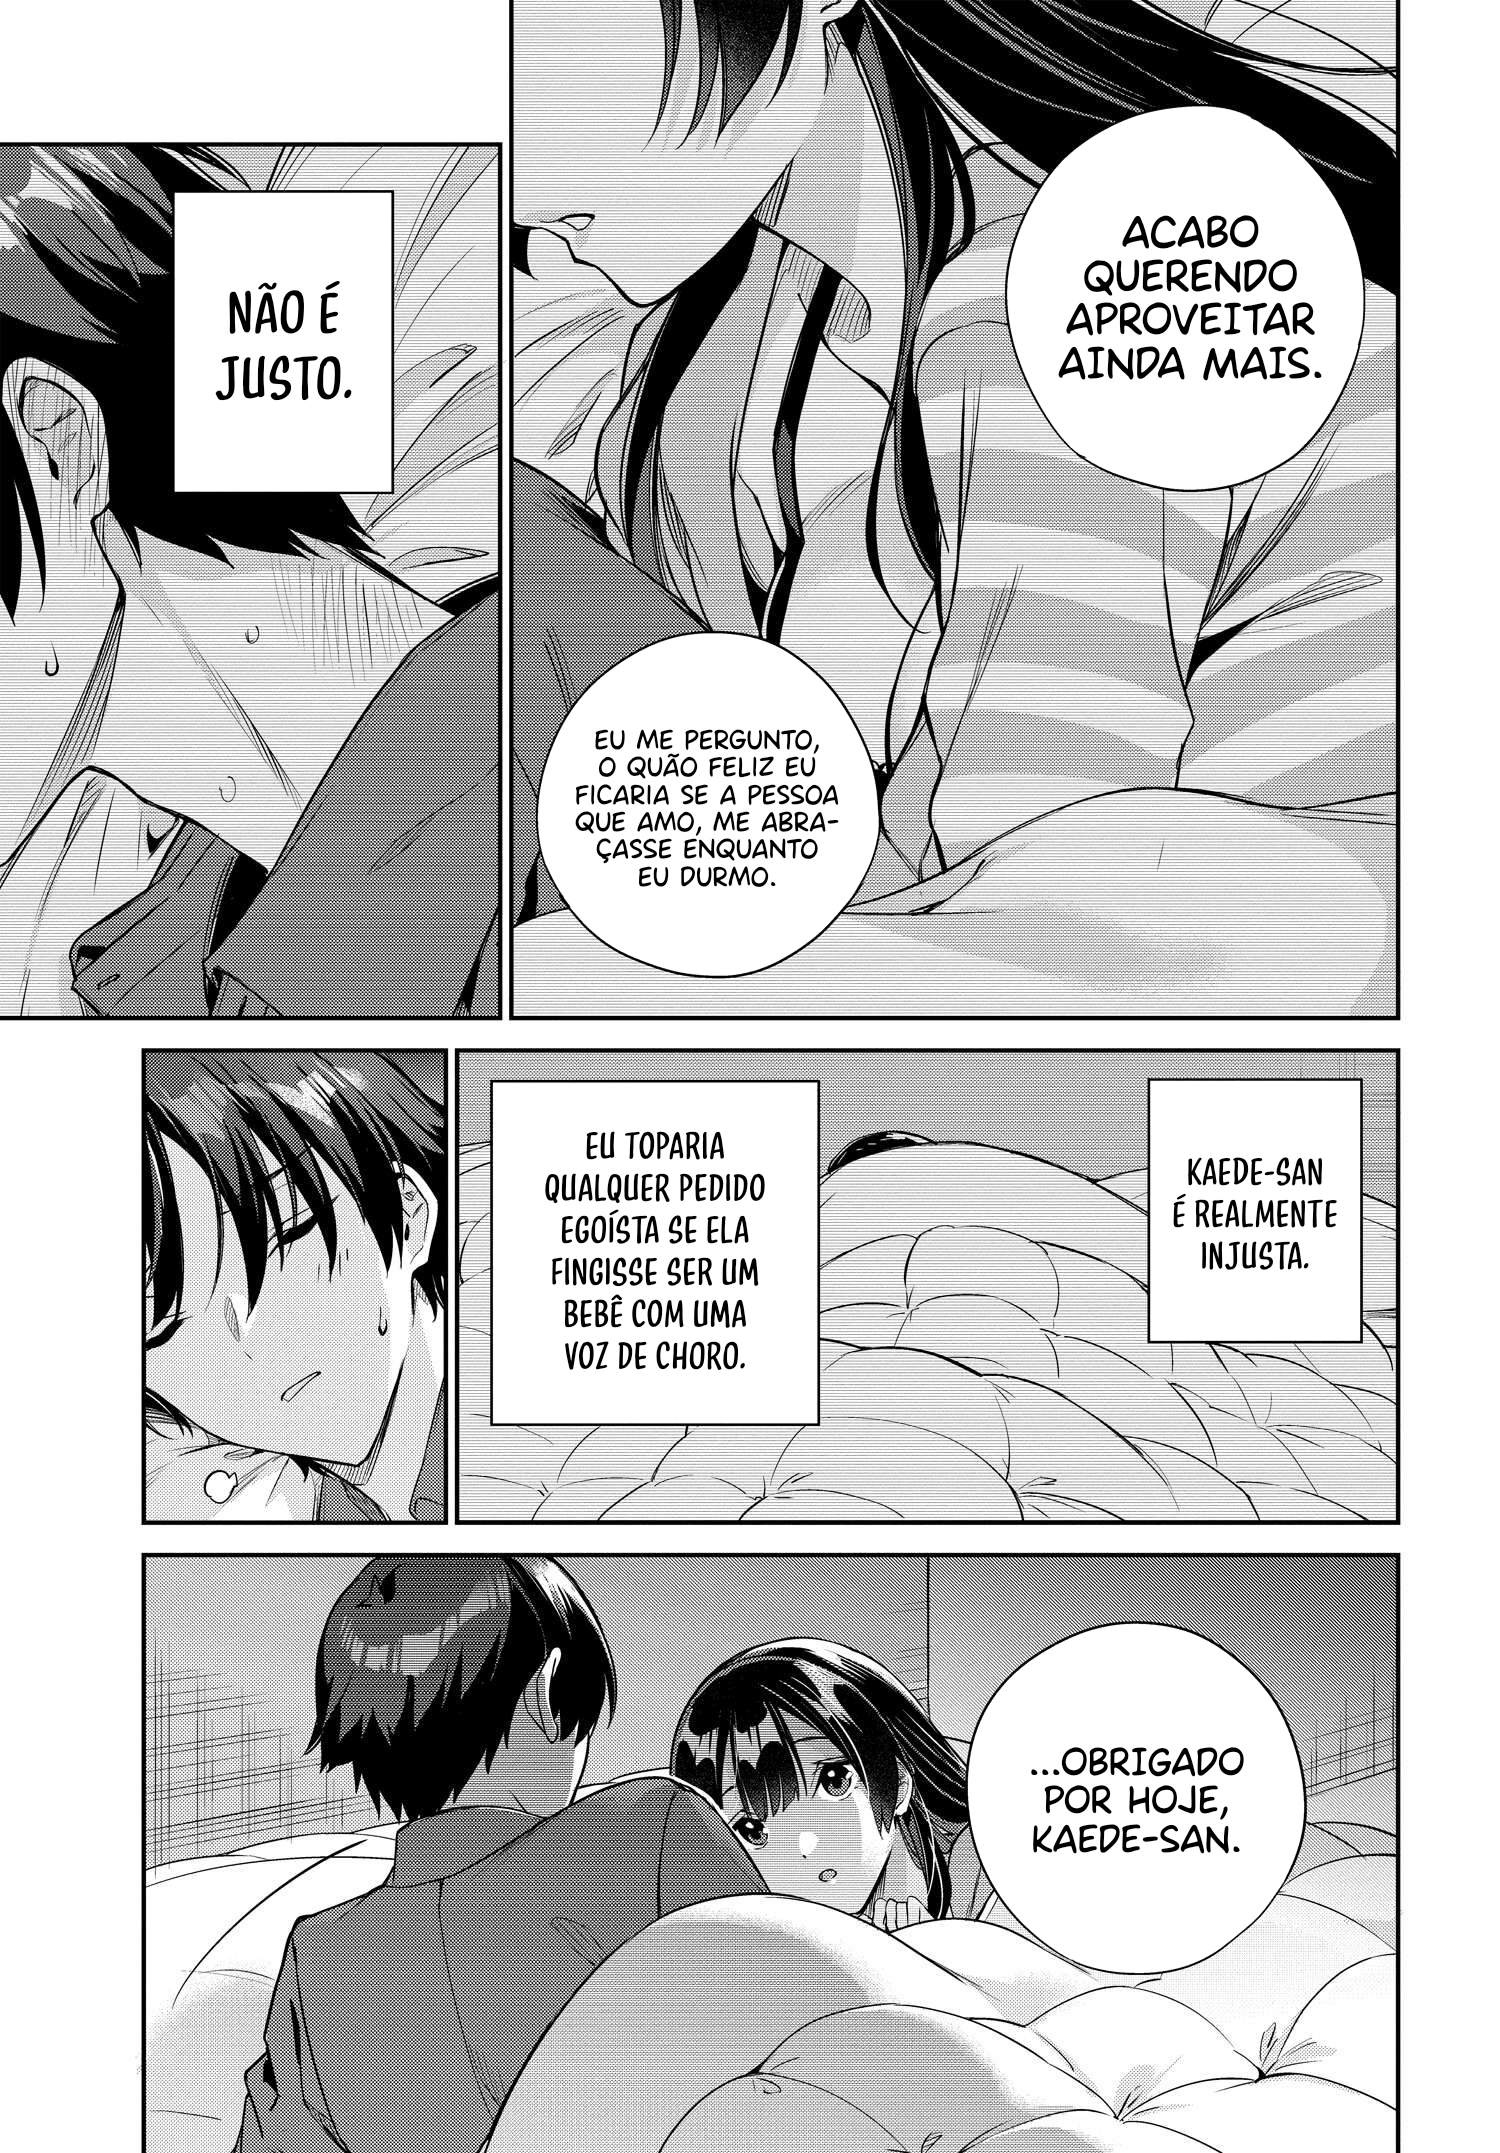 ACABO
QUERENDO
APROVEITAR
AINDA MAIS.
EU ME PERGUNTO,
O QUÃO FELIZ EU
FICARIA SE A PESSOA
QUE AMO, ME ABRA-
ÇASSE ENQUANTO
EU DURMO.
NÃO É
JUSTO.
KAEDE-SAN
É REALMENTE
INJUSTA.
EU TOPARIA
QUALQUER PEDIDO
EGOÍSTA SE ELA
FINGISSE SER UM
BEBÊ COM UMA
VOZ DE CHORO.
...OBRIGADO
POR HOJE,
KAEDE-SAN.